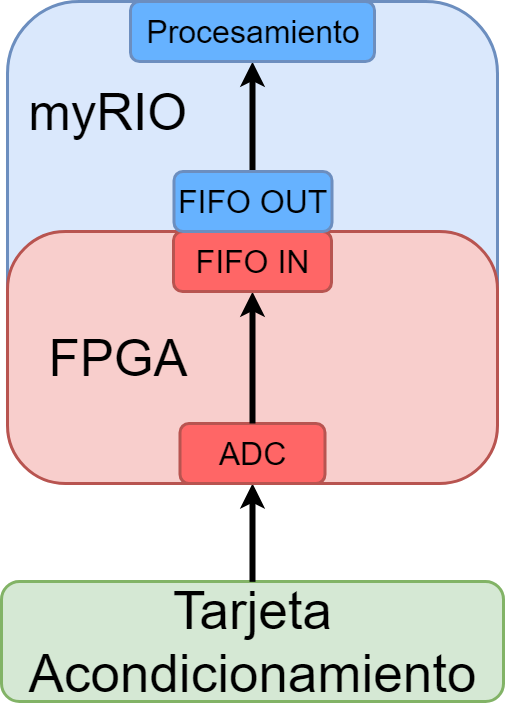 Procesamiento
myRIO
FIFO OUT
FIFO IN
FPGA
ADC
Tarjeta
Acondicionamiento